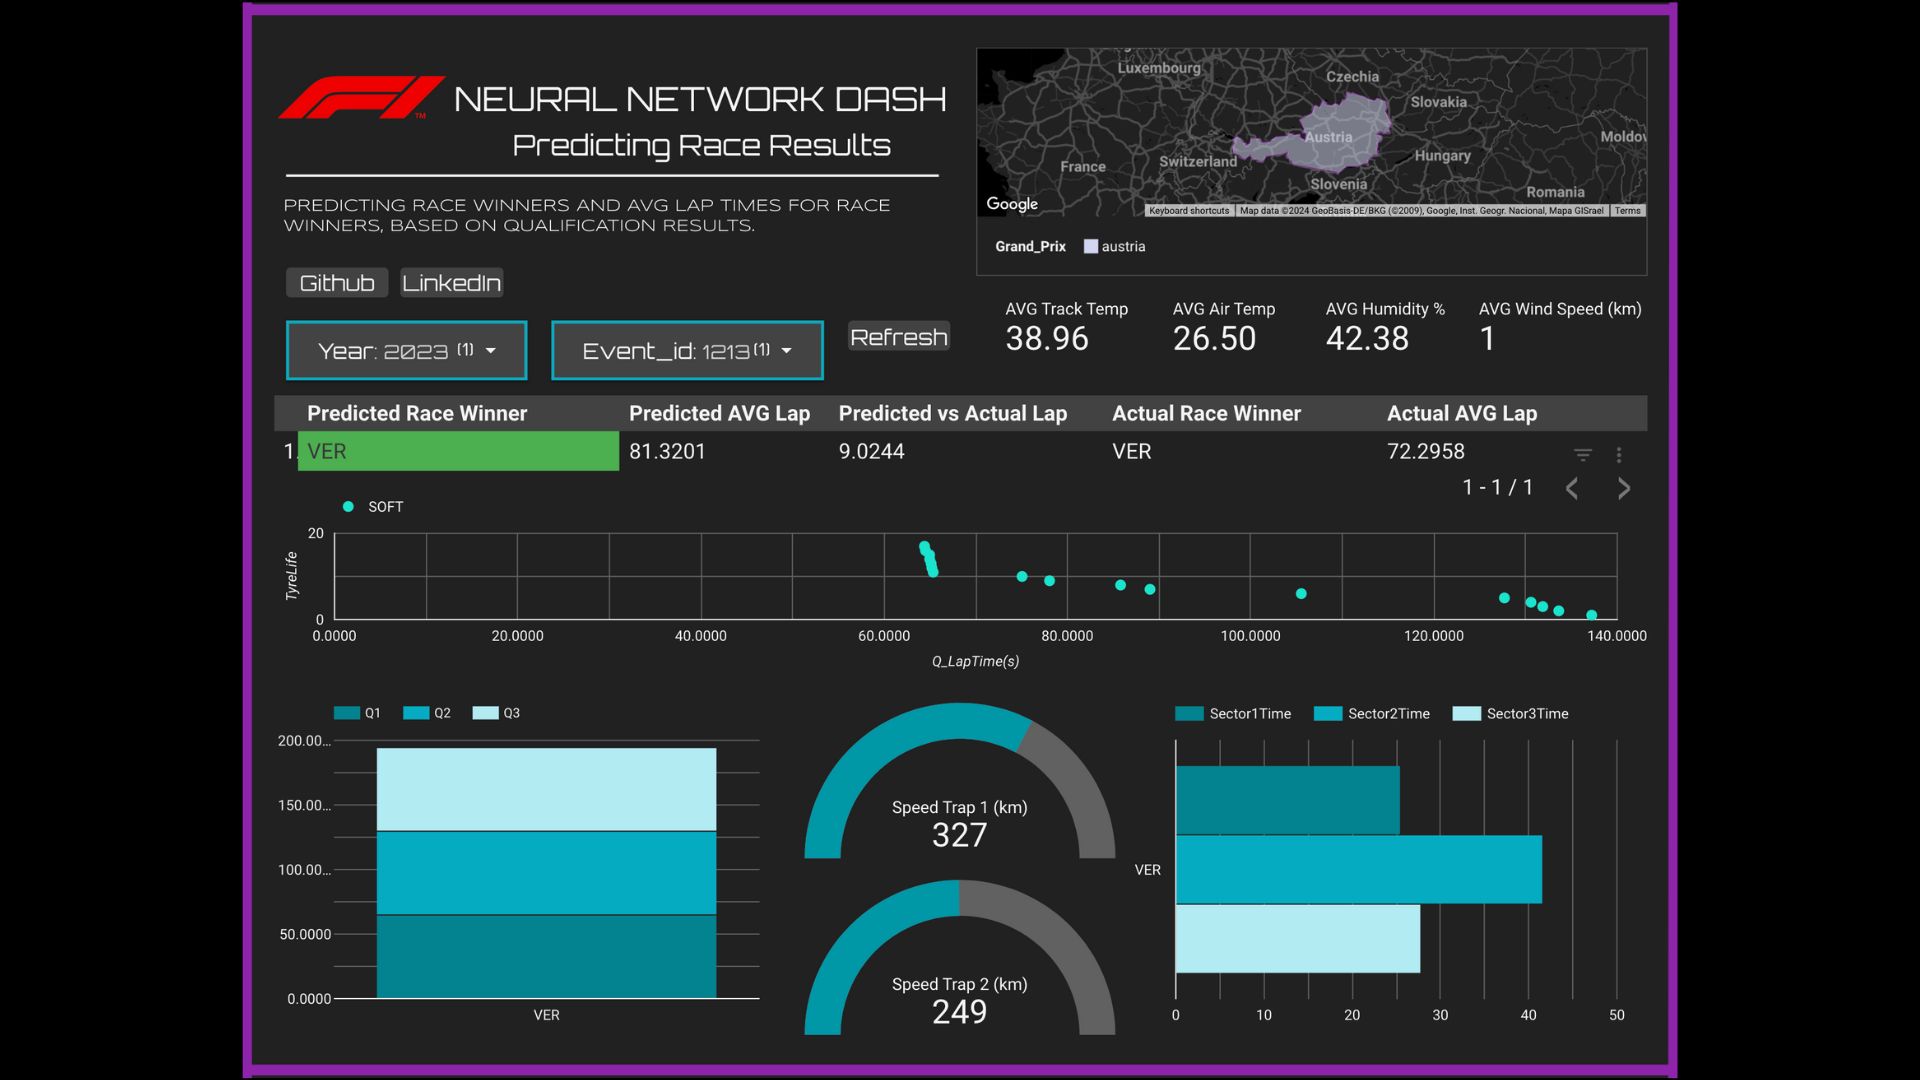 F1
TM
NEURAL NETWORK DASH
Predicting Race Results
PREDICTING RACE WINNERS AND AVG LAP TIMES FOR RACE
WINNERS, BASED ON QUALIFICATION RESULTS.
Github LinkedIn
Year: 2023 (1)
Event_id: 1213 (1)
Refresh
Luxembourg
Czechia
Slovakia
Austria
Moldov
France
Switzerland
Hungary
Slovenia
Romania
Google
Keyboard shortcuts Map data ©2024 GeoBasis-DE/BKG (©2009), Google, Inst. Geogr. Nacional, Mapa GISrael Terms
Grand_Prix austria
AVG Track Temp AVG Air Temp AVG Humidity % AVG Wind Speed (km)
38.96 26.50 42.38 1
Predicted Race Winner Predicted AVG Lap Predicted vs Actual Lap Actual Race Winner Actual AVG Lap
1. VER 81.3201 9.0244 VER 72.2958
1 - 1 / 1
SOFT
TyreLife
20
0
0.0000 20.0000 40.0000 60.0000 80.0000 100.0000 120.0000 140.0000
Q_LapTime(s)
Q1 Q2 Q3
200.00...
150.00...
100.00...
50.0000
0.0000
VER
Speed Trap 1 (km)
327
Speed Trap 2 (km)
249
Sector1Time Sector2Time Sector3Time
VER
0 10 20 30 40 50